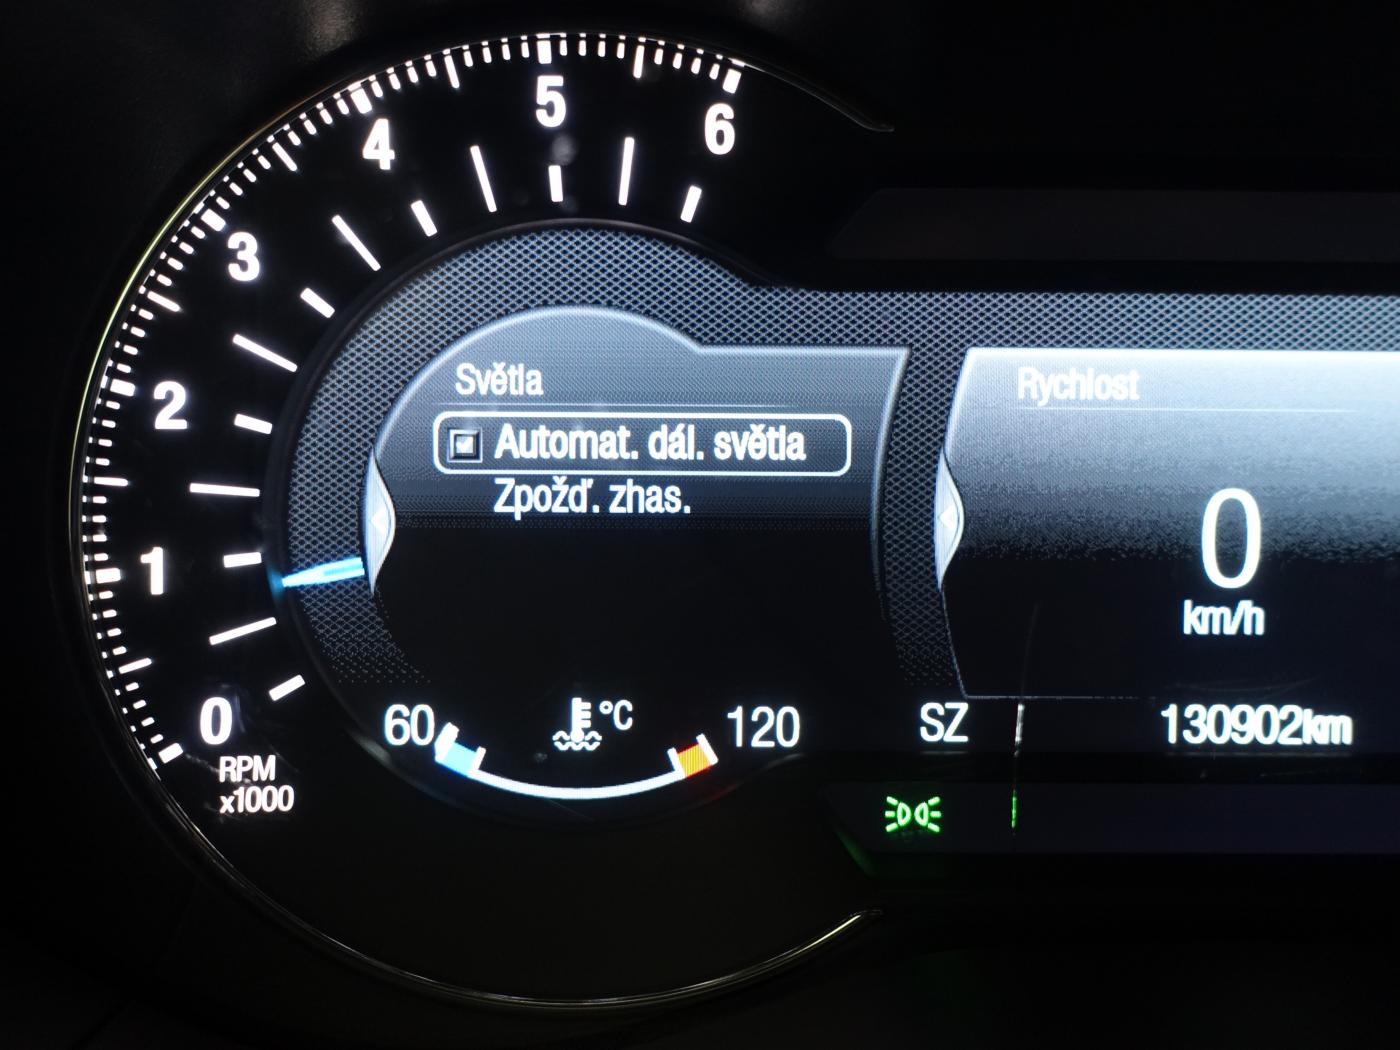 6
5
4
3
2
1
0
RPM
x1000
Světla
Automat. dál. světla
Zpožď. zhas.
60
°C
120
Rychlost
0
km/h
SZ
130902km